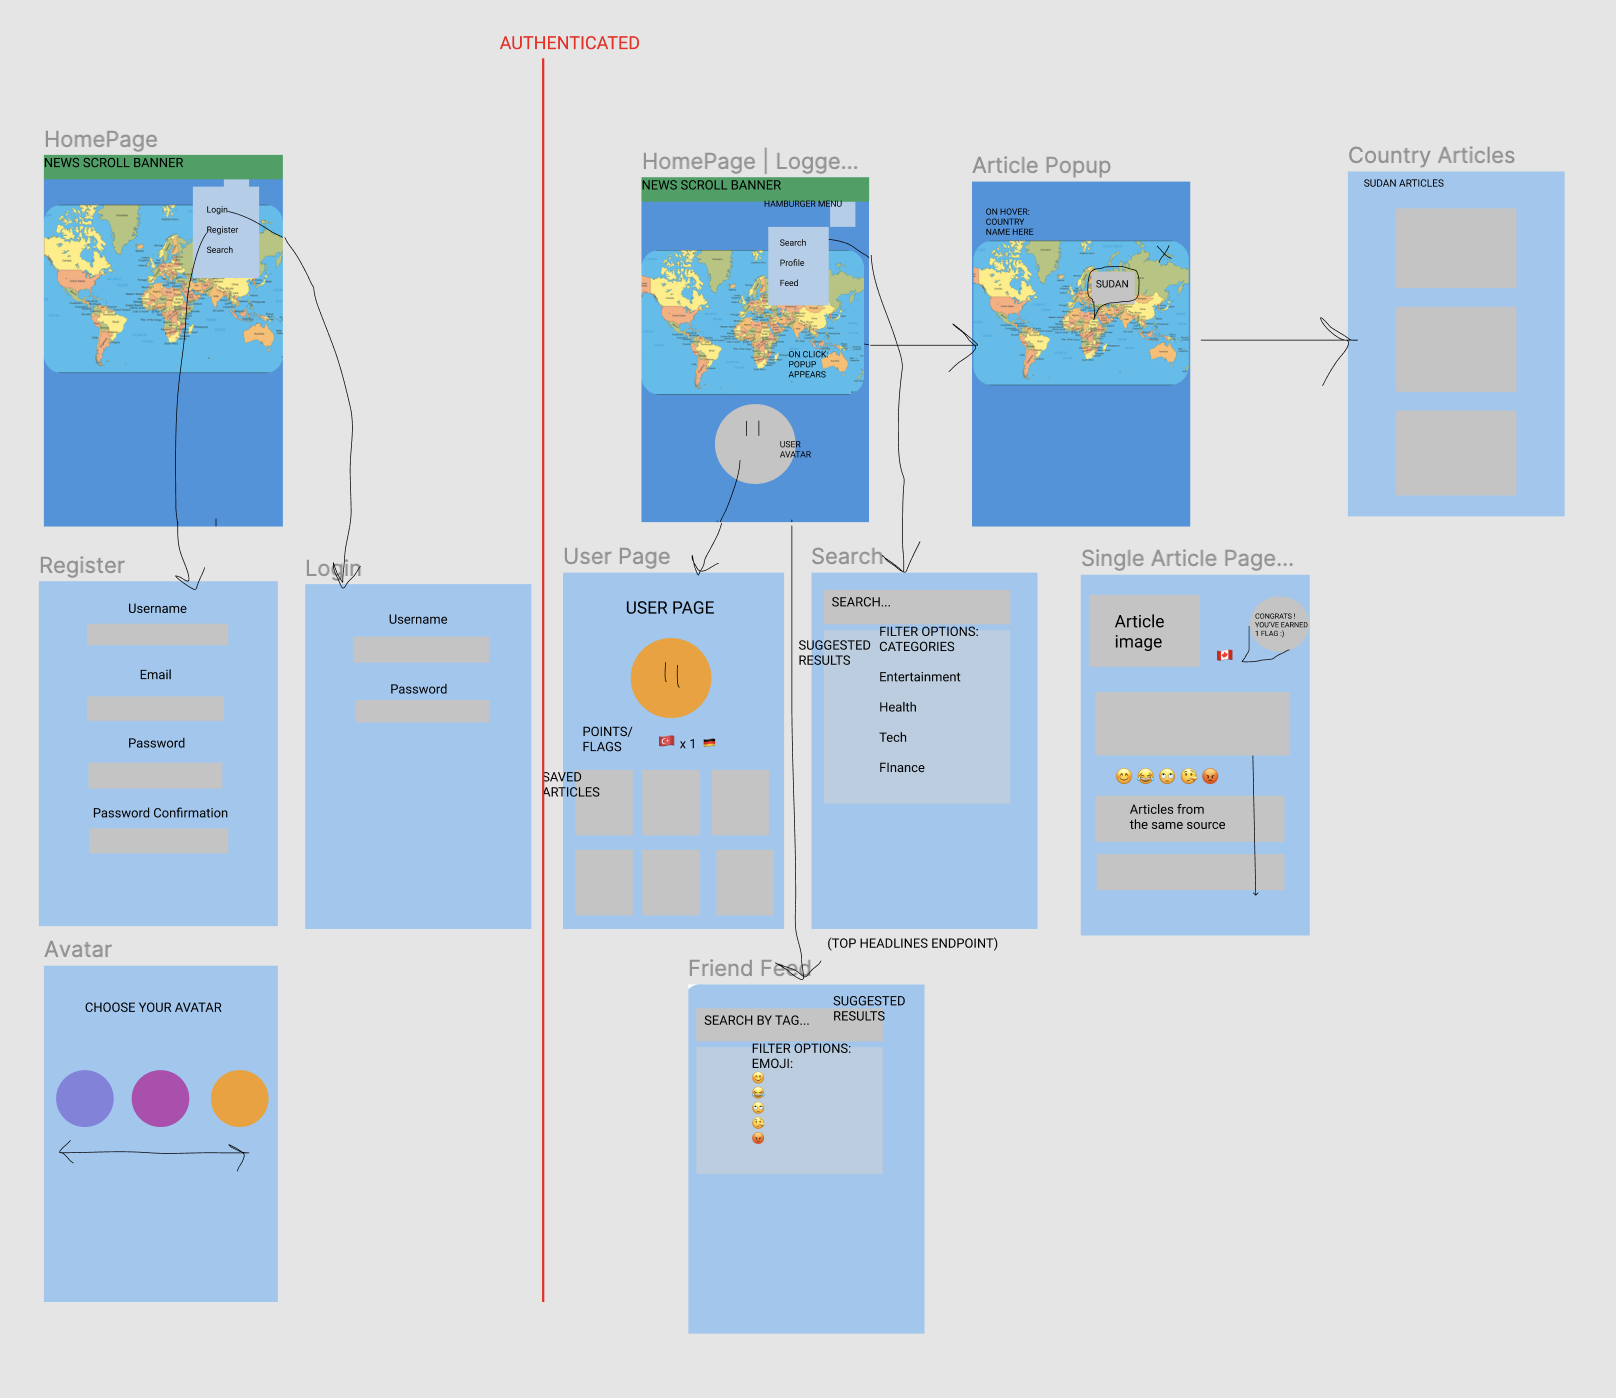 AUTHENTICATED
HomePage
NEWS SCROLL BANNER
Login
Register
Search
HomePage | Logge...
NEWS SCROLL BANNER
HAMBURGER MENU
Search
Profile
Feed
ON CLICK:
POPUP
APPEARS
USER
AVATAR
Article Popup
ON HOVER:
COUNTRY
NAME HERE
SUDAN
Country Articles
SUDAN ARTICLES
Register
Username
Email
Password
Password Confirmation
Login
Username
Password
User Page
USER PAGE
POINTS/
FLAGS
x 1
SAVED
ARTICLES
Search
SEARCH...
SUGGESTED
RESULTS
FILTER OPTIONS:
CATEGORIES
Entertainment
Health
Tech
FInance
(TOP HEADLINES ENDPOINT)
Single Article Page...
Article
image
CONGRATS !
YOU'VE EARNED
1 FLAG :)
Articles from
the same source
Avatar
CHOOSE YOUR AVATAR
Friend Feed
SUGGESTED
RESULTS
SEARCH BY TAG...
FILTER OPTIONS:
EMOJI: